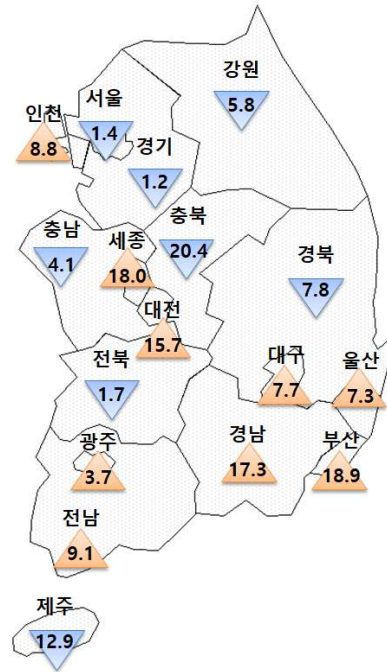 강원
5.8
서울
1.4
인천
8.8
경기
1.2
충북
20.4
충남
4.1
세종
18.0
경북
7.8
대전
15.7
전북
1.7
대구
7.7
울산
7.3
광주
3.7
경남
17.3
부산
18.9
전남
9.1
제주
12.9